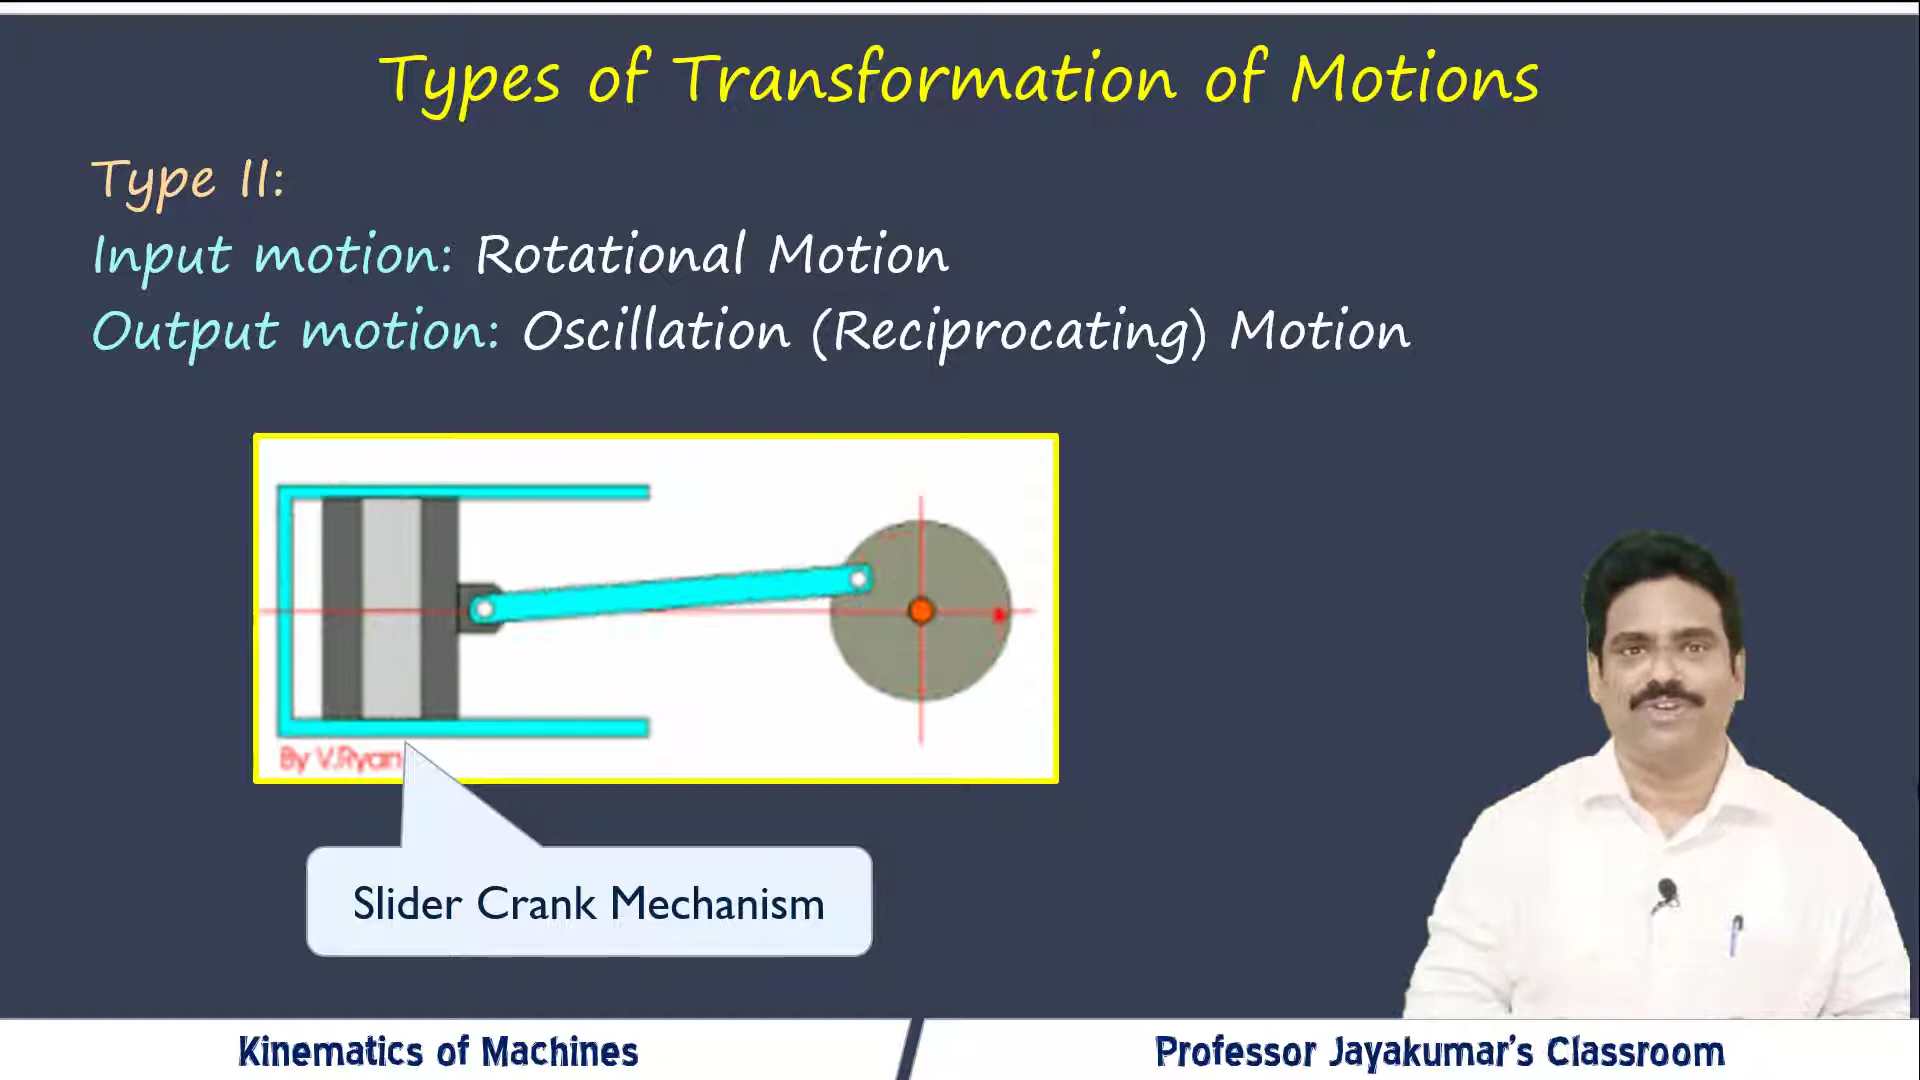 Types of Transformation of Motions
Type II:
Input motion: Rotational Motion
Output motion: Oscillation (Reciprocating) Motion
By V.Ryan
Slider Crank Mechanism
Kinematics of Machines
Professor Jayakumar's Classroom